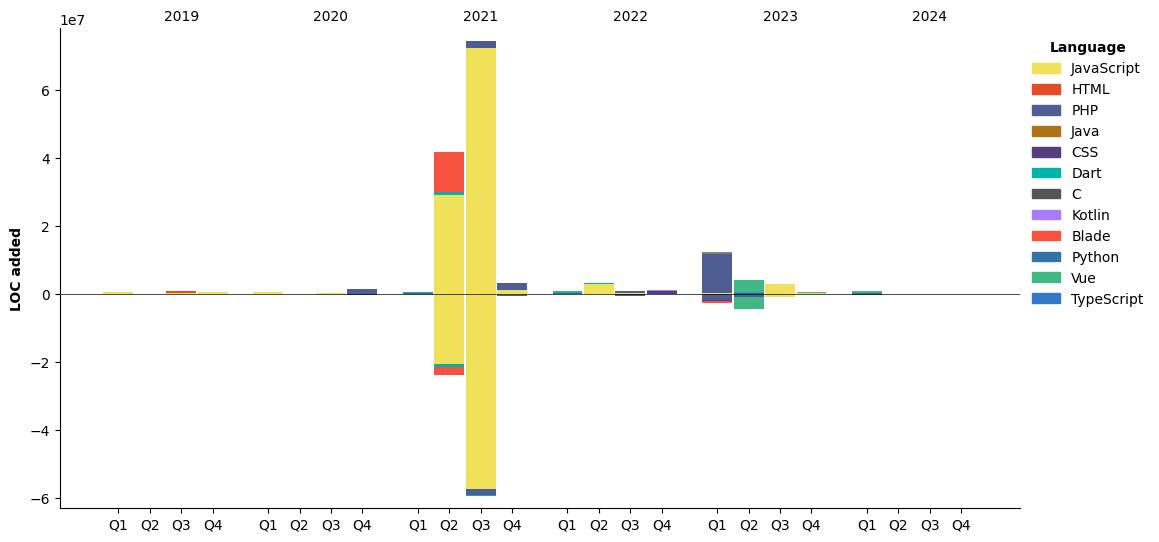 2019 2020 2021 2022 2023 2024
1e7
Language
JavaScript
HTML
PHP
Java
CSS
Dart
C
Kotlin
Blade
Python
Vue
TypeScript
LOC added
6
4
2
0
−2
−4
−6
Q1 Q2 Q3 Q4 Q1 Q2 Q3 Q4 Q1 Q2 Q3 Q4 Q1 Q2 Q3 Q4 Q1 Q2 Q3 Q4 Q1 Q2 Q3 Q4